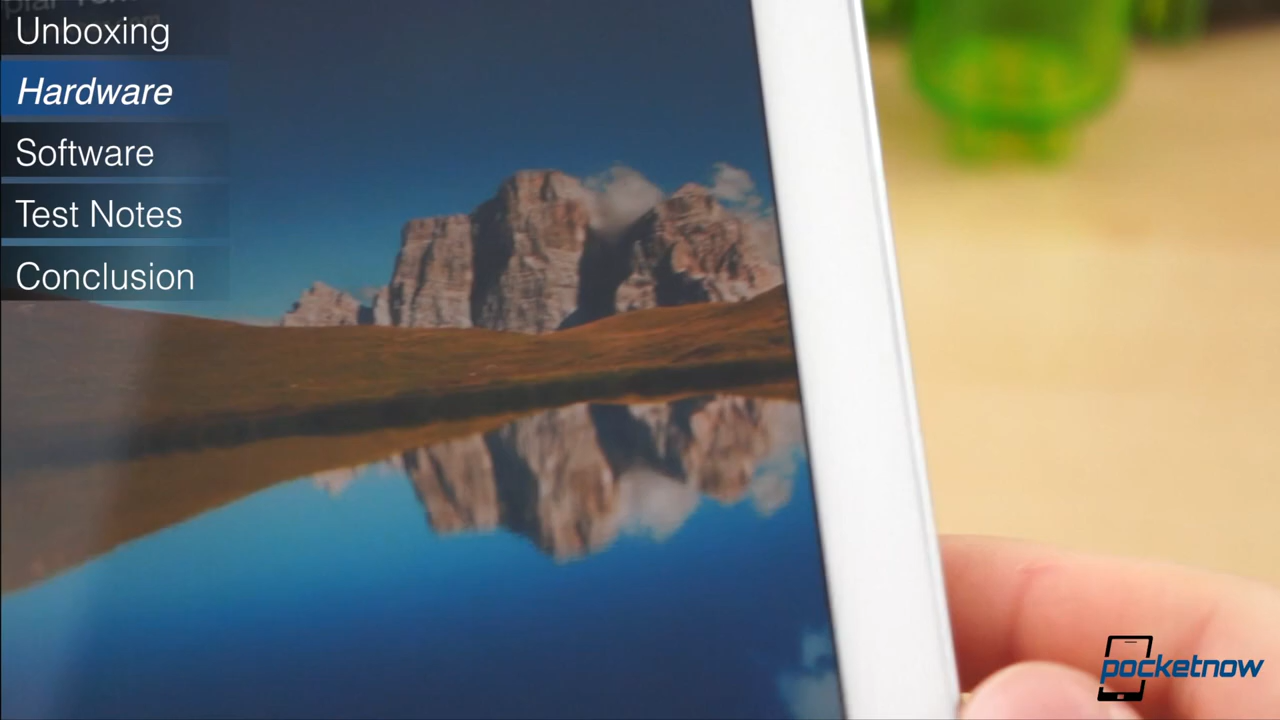 Unboxing
Hardware
Software
Test Notes
Conclusion
pocketnow